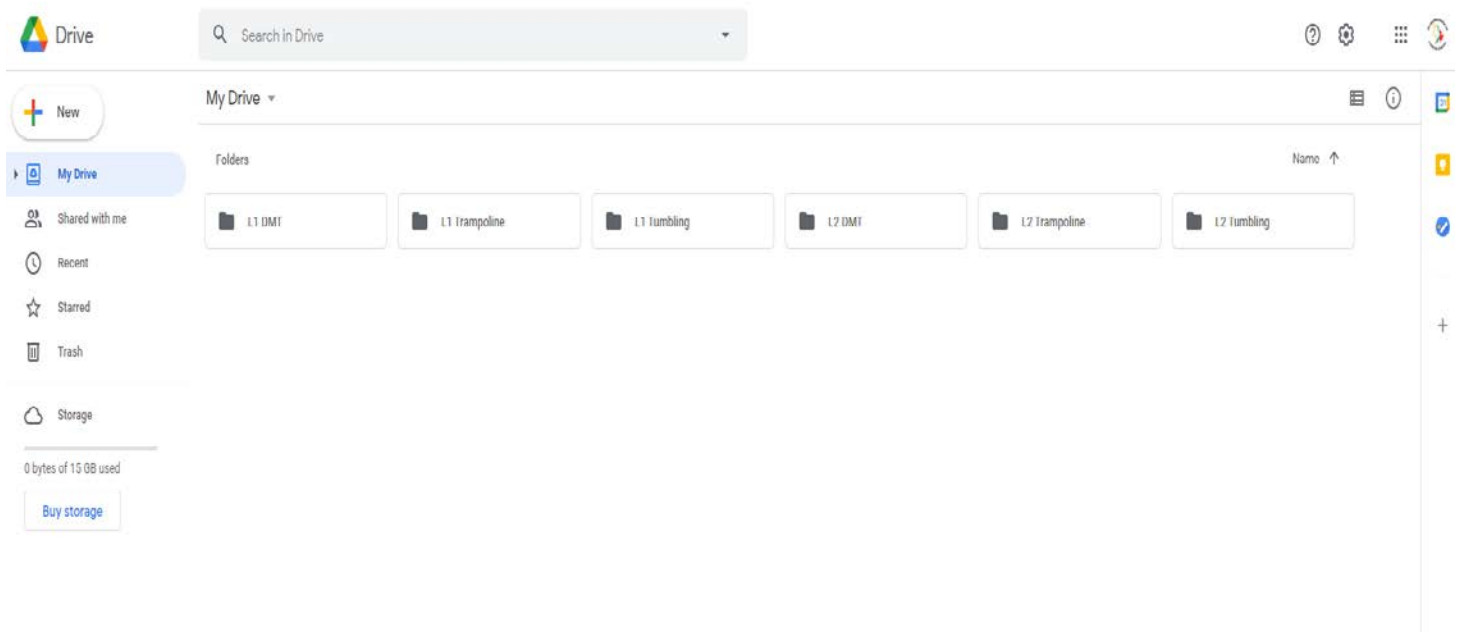 Drive
Search in Drive
New
My Drive
Folders
Name
My Drive
Shared with me
Recent
Starred
Trash
Storage
0 bytes of 15 GB used
Buy storage
L1 DMT
L1 Trampoline
L1 Tumbling
L2 DMT
L2 Trampoline
L2 Tumbling